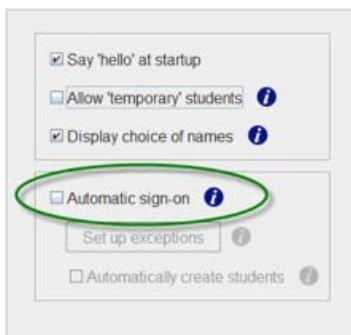 Say 'hello' at startup
Allow 'temporary' students i
Display choice of names i
Automatic sign-on i
Set up exceptions i
Automatically create students i